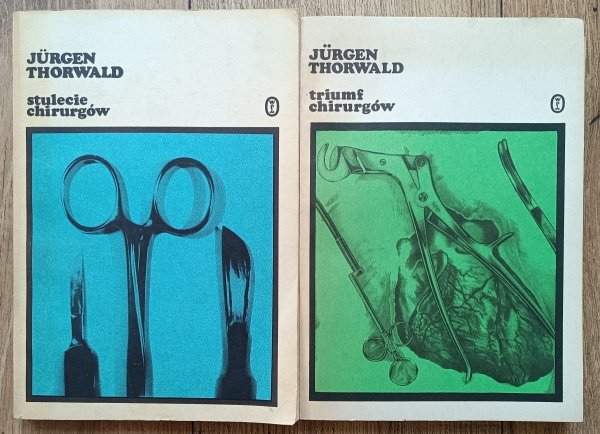 JÜRGEN
THORWALD
stulecie
chirurgów
JÜRGEN
THORWALD
triumf
chirurgów